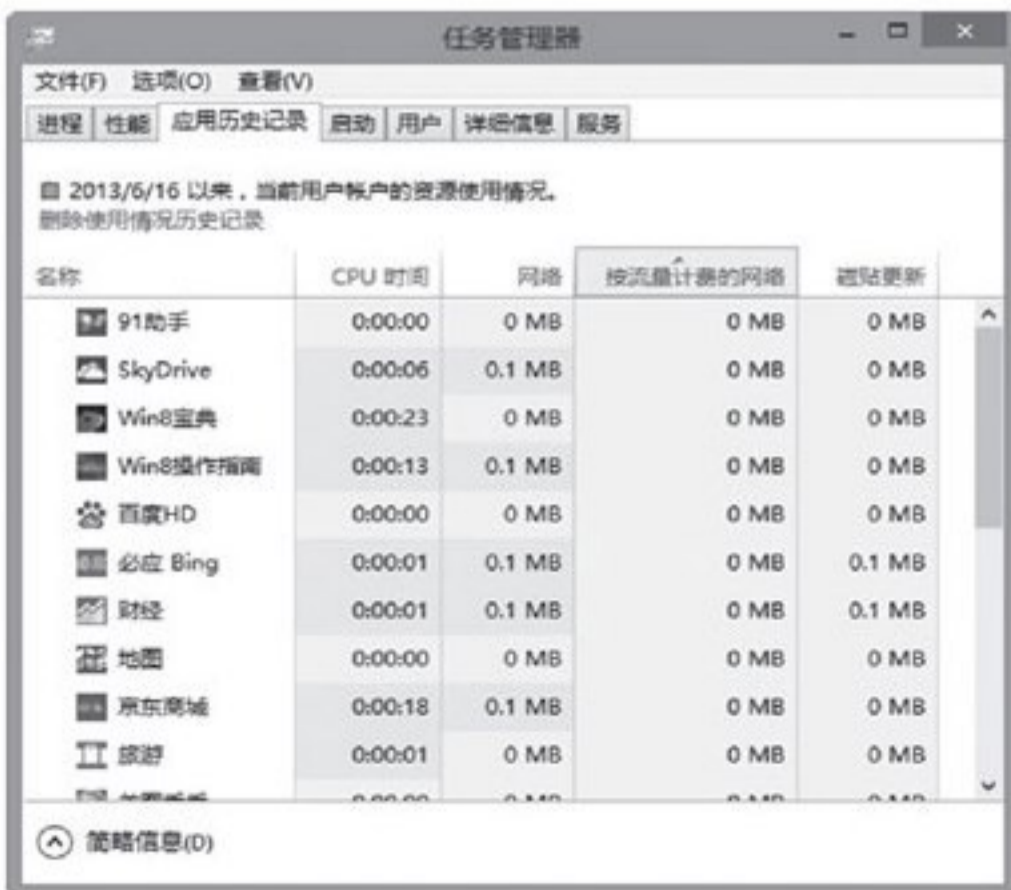 任务管理器
文件(F) 选项(O) 查看(V)
进程 性能 应用历史记录 启动 用户 详细信息 服务
自 2013/6/16 以来，当前用户帐户的资源使用情况。
删除使用情况历史记录
名称 CPU 时间 网络 按流量计费的网络 磁贴更新
91助手 0:00:00 0 MB 0 MB 0 MB
SkyDrive 0:00:06 0.1 MB 0 MB 0 MB
Win8宝典 0:00:23 0 MB 0 MB 0 MB
Win8操作指南 0:00:13 0.1 MB 0 MB 0 MB
百度HD 0:00:00 0 MB 0 MB 0 MB
必应 Bing 0:00:01 0.1 MB 0 MB 0.1 MB
财经 0:00:01 0.1 MB 0 MB 0.1 MB
地图 0:00:00 0 MB 0 MB 0 MB
京东商城 0:00:18 0.1 MB 0 MB 0 MB
旅游 0:00:01 0 MB 0 MB 0 MB
简略信息(D)